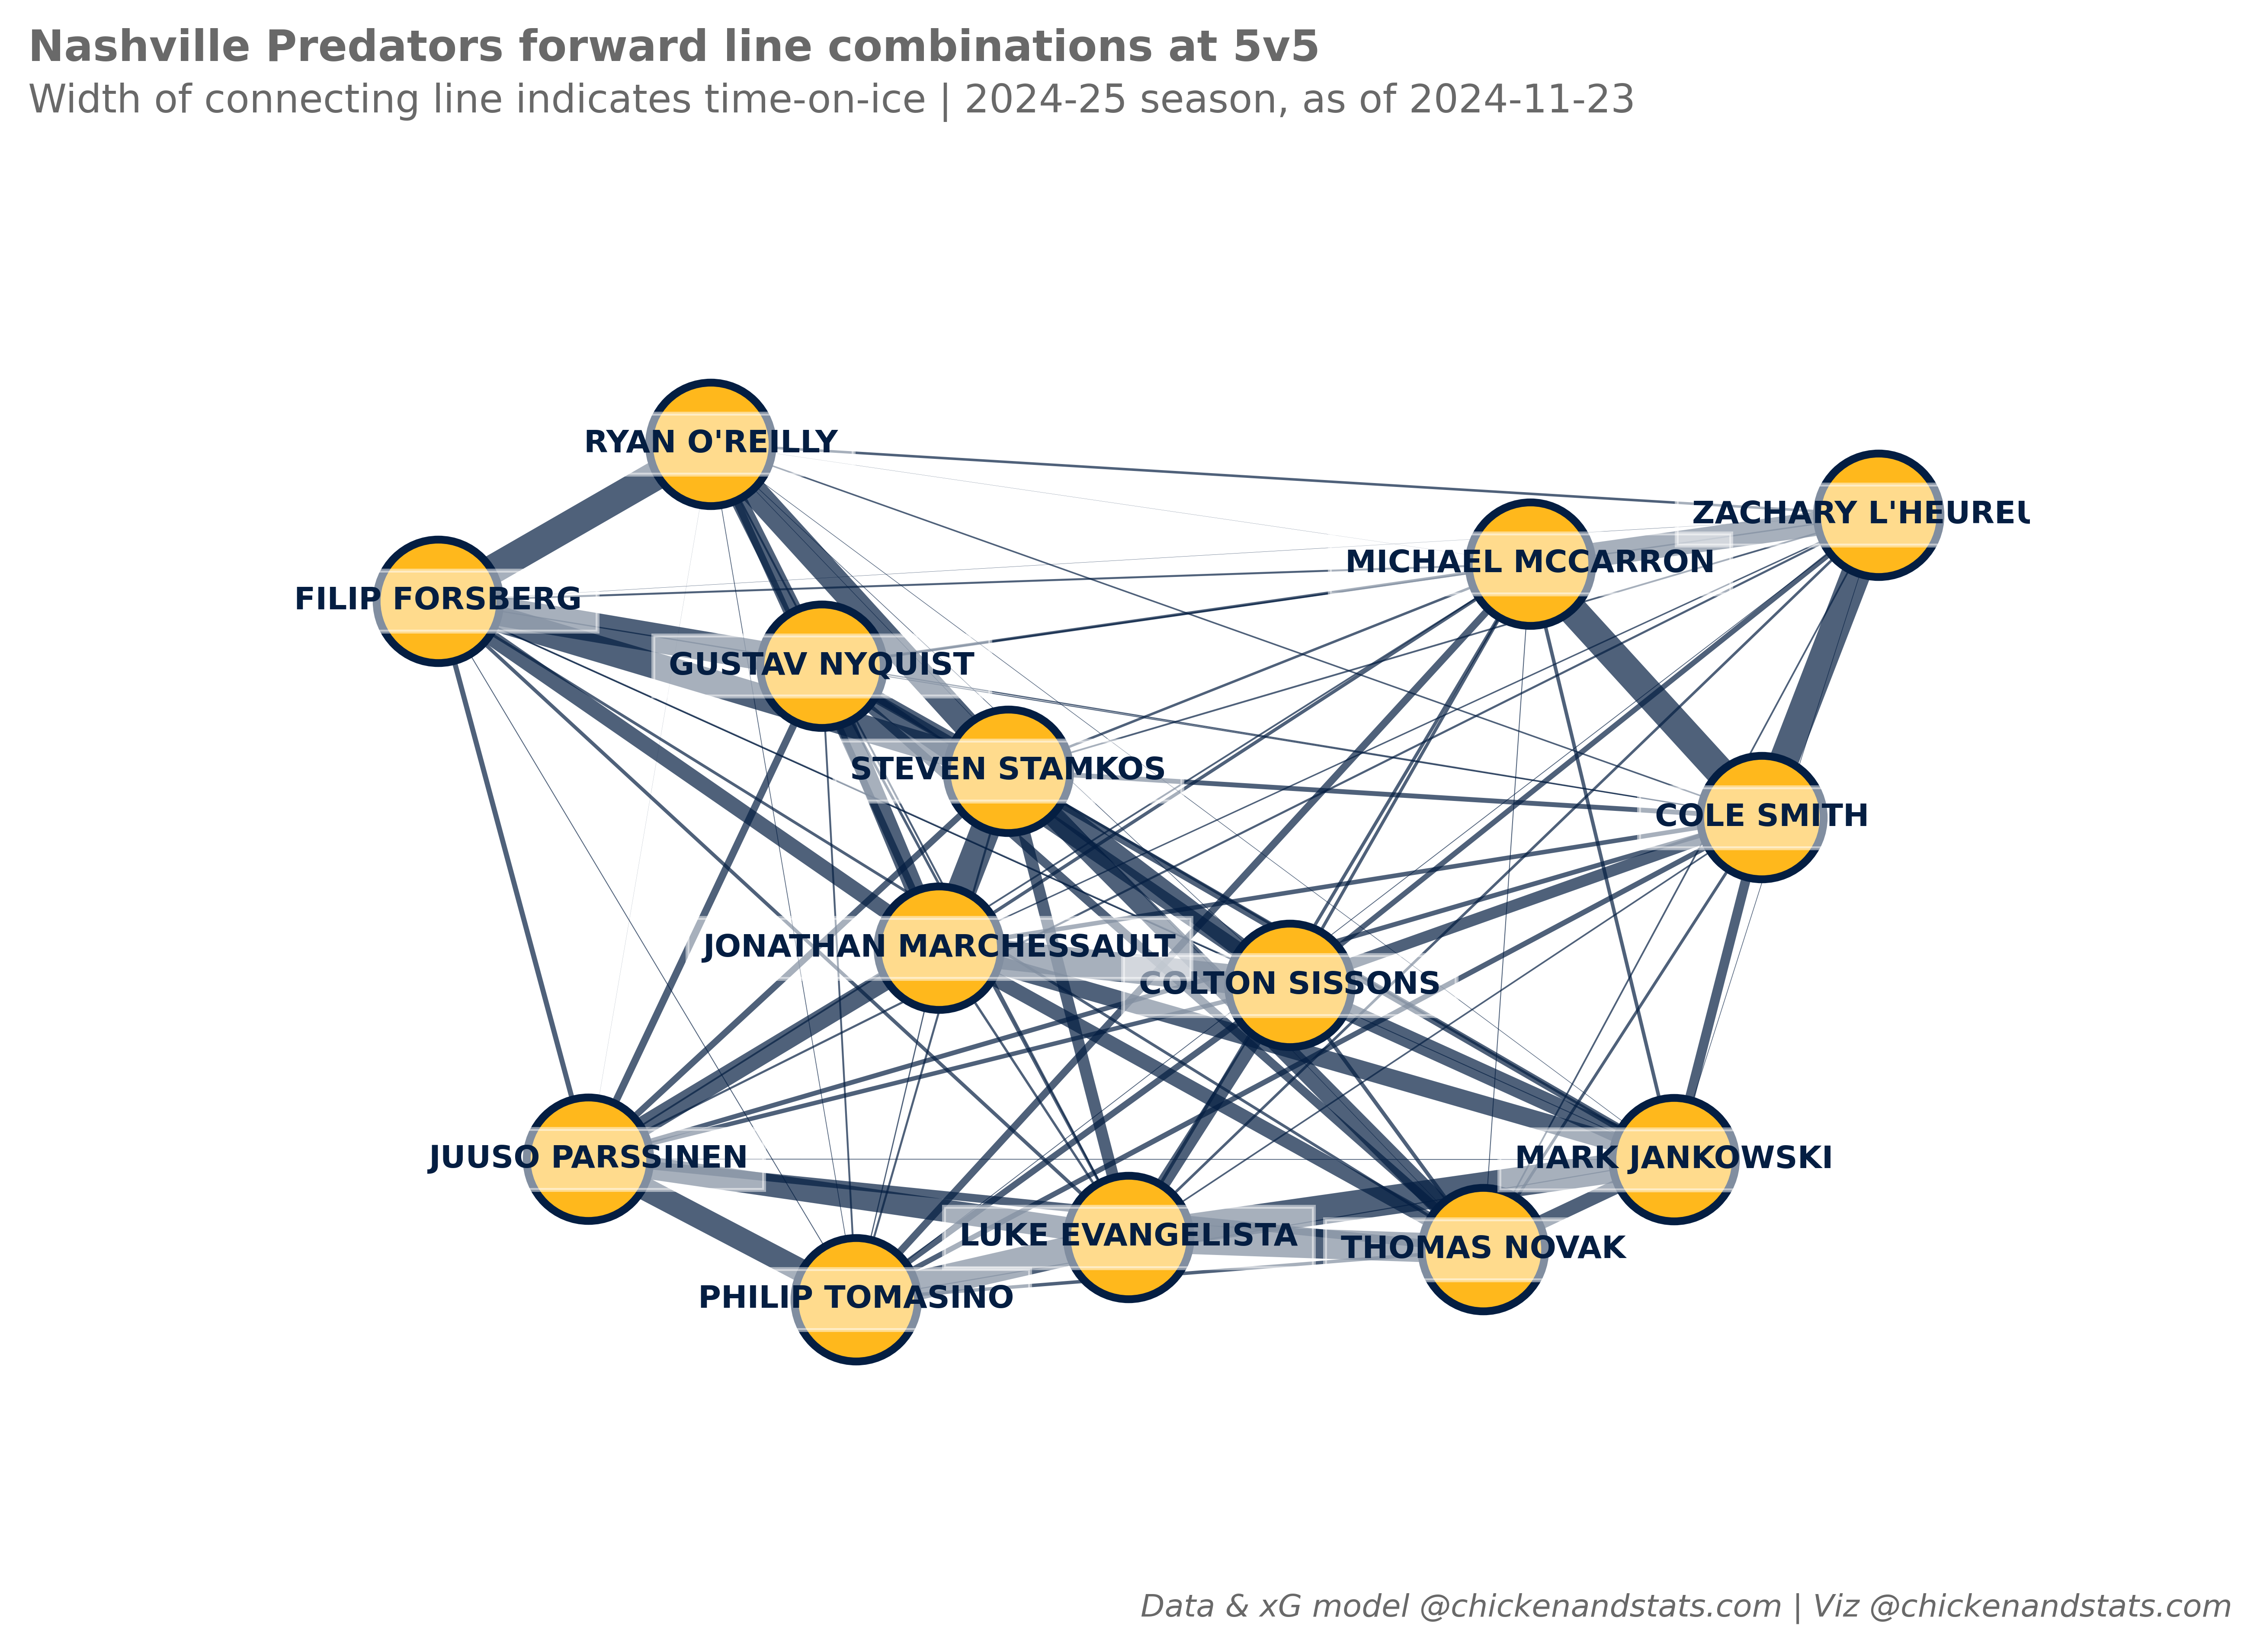 Nashville Predators forward line combinations at 5v5
Width of connecting line indicates time-on-ice | 2024-25 season, as of 2024-11-23
RYAN O'REILLY
ZACHARY L'HEUREU
MICHAEL MCCARRON
FILIP FORSBERG
GUSTAV NYQUIST
STEVEN STAMKOS
COLE SMITH
JONATHAN MARCHESSAULT
COLTON SISSONS
JUUSO PARSSINEN
MARK JANKOWSKI
LUKE EVANGELISTA
THOMAS NOVAK
PHILIP TOMASINO
Data & xG model @chickenandstats.com | Viz @chickenandstats.com